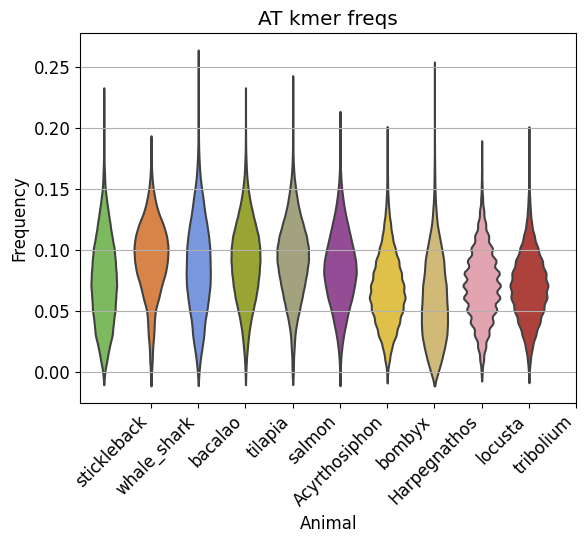 AT kmer freqs
Frequency
0.25
0.20
0.15
0.10
0.05
0.00
stickleback
whale_shark
bacalao
tilapia
salmon
Acyrthosiphon
bombyx
Harpegnathos
locusta
tribolium
Animal